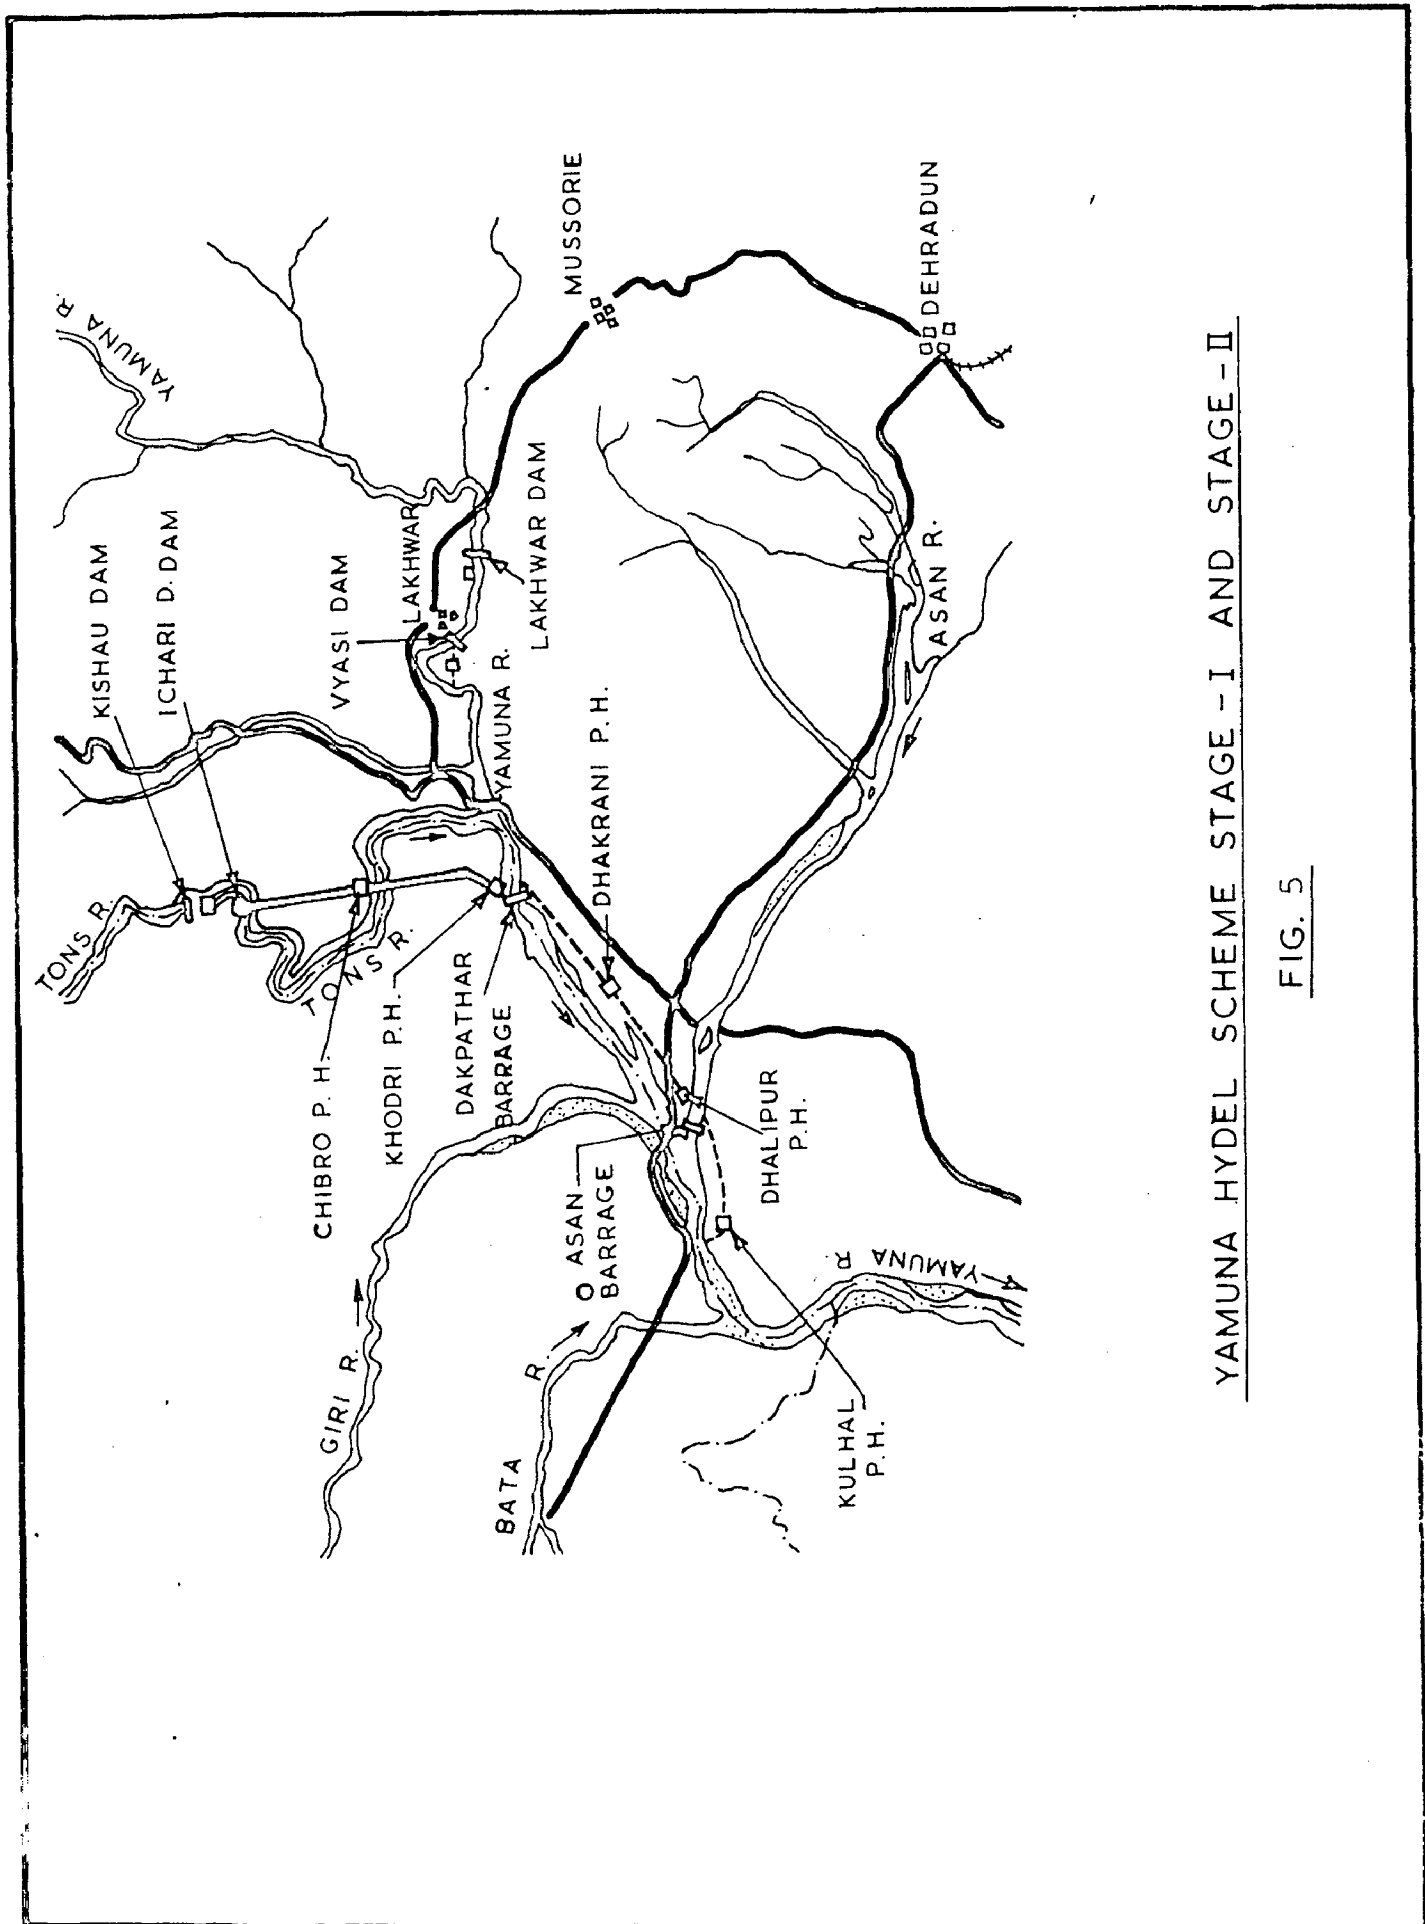 TONS R.
KISHAU DAM
ICHARI D. DAM
YAMUNA R.
TONS R.
VYASI DAM
LAKHWAR
LAKHWAR DAM
MUSSORIE
YAMUNA R.
CHIBRO P. H.
KHODRI P.H.
DAKPATHAR
BARRAGE
DHAKRANI P.H.
GIRI R.
ASAN
BARRAGE
DHALIPUR
P.H.
ASAN R.
DEHRADUN
BATA R.
KULHAL
P.H.
YAMUNA R
YAMUNA HYDEL SCHEME STAGE - I AND STAGE - II
FIG. 5